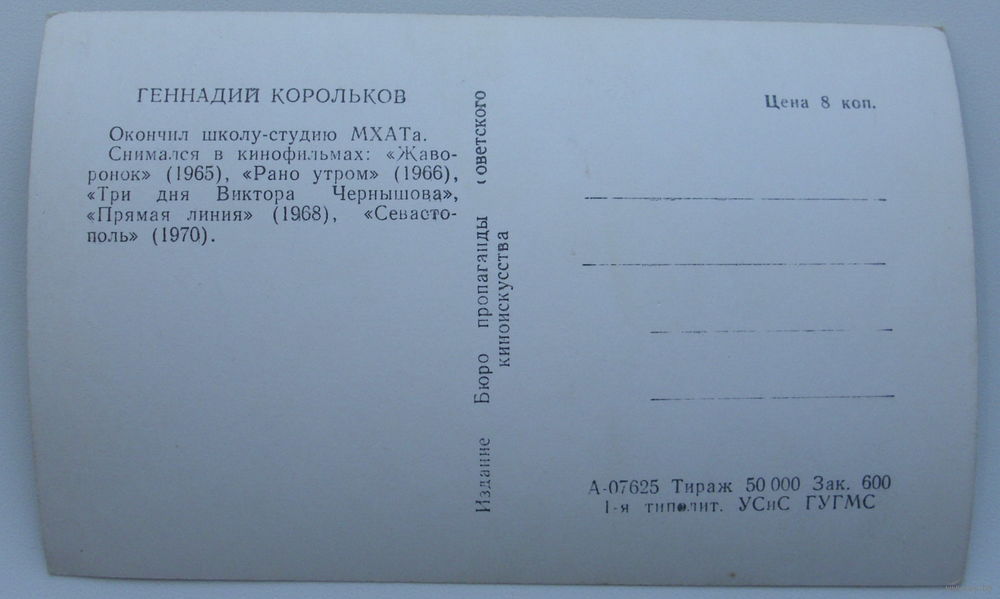 ГЕННАДИЙ КОРОЛЬКОВ
Окончил школу-студию МХАТа.
Снимался в кинофильмах: «Жаво-
ронок» (1965), «Рано утром» (1966),
«Три дня Виктора Чернышова»,
«Прямая линия» (1968), «Севасто-
поль» (1970).
Издание Бюро пропаганды советского
киноискусства
Цена 8 коп.
А-07625 Тираж 50 000 Зак. 600
1-я типолит. УСиС ГУГМС